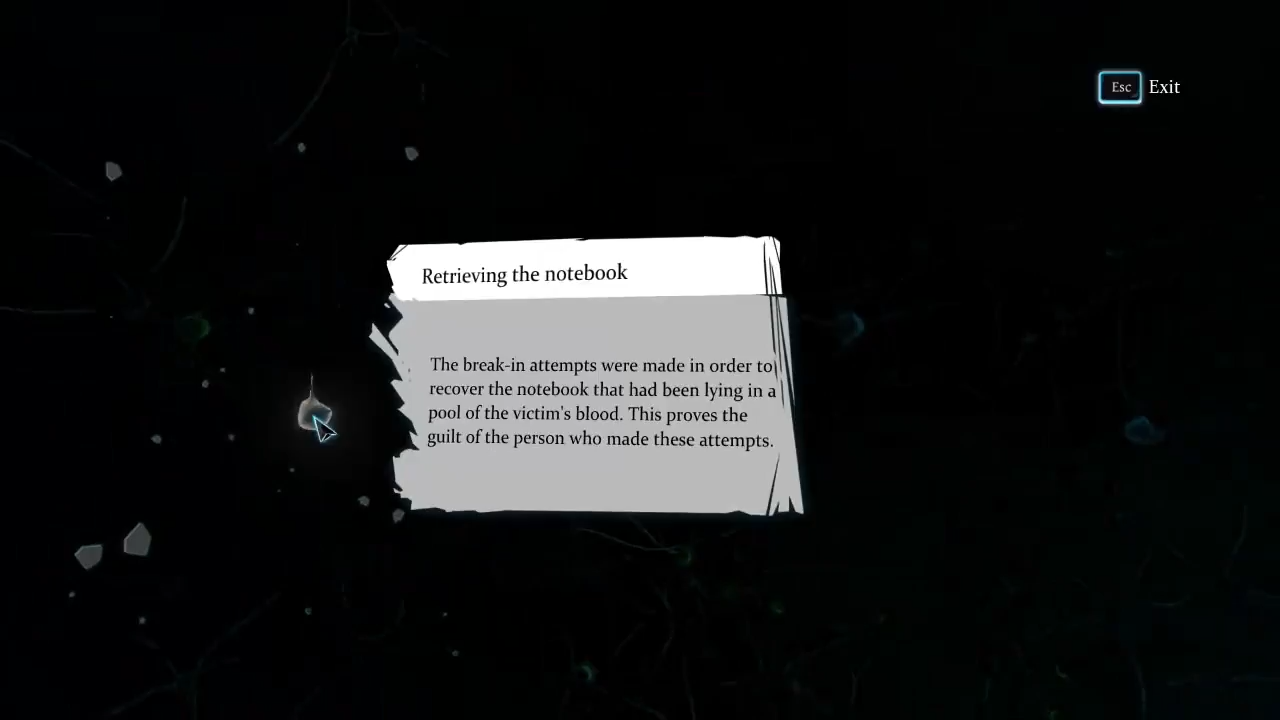 Esc Exit
Retrieving the notebook
The break-in attempts were made in order to
recover the notebook that had been lying in a
pool of the victim's blood. This proves the
guilt of the person who made these attempts.